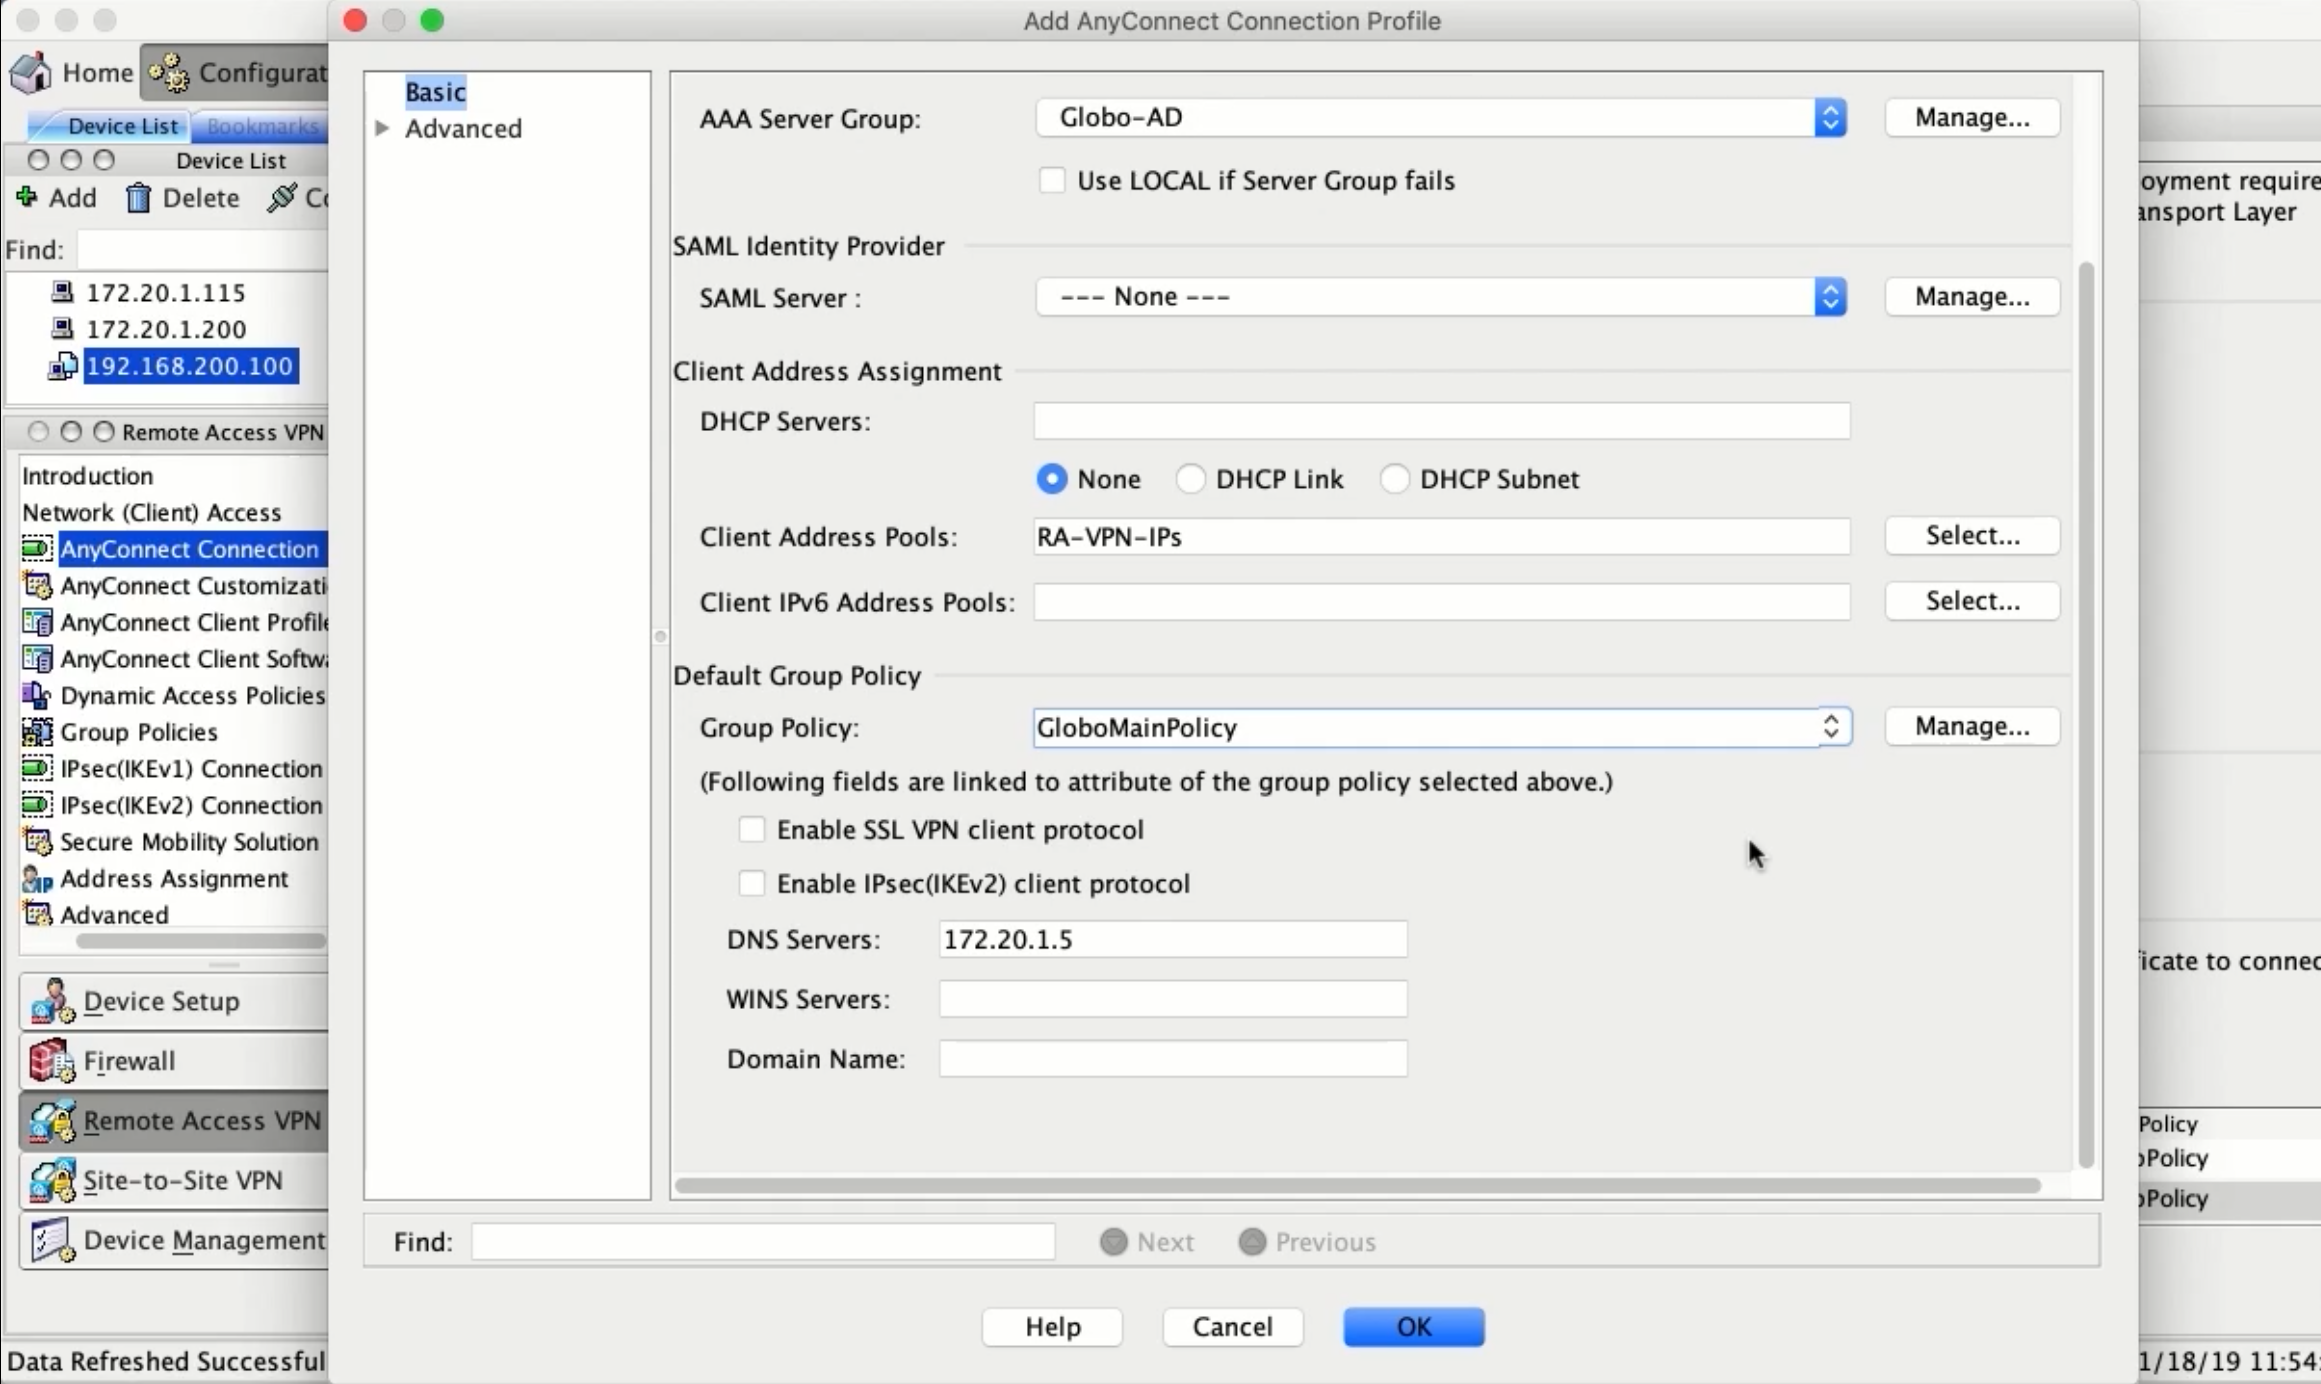 Add AnyConnect Connection Profile
Home
Configurat
Device List
Bookmarks
Device List
Add
Delete
Co
Find:
172.20.1.115
172.20.1.200
192.168.200.100
Remote Access VPN
Introduction
Network (Client) Access
AnyConnect Connection
AnyConnect Customizati
AnyConnect Client Profile
AnyConnect Client Softwa
Dynamic Access Policies
Group Policies
IPsec(IKEv1) Connection
IPsec(IKEv2) Connection
Secure Mobility Solution
Address Assignment
Advanced
Device Setup
Firewall
Remote Access VPN
Site-to-Site VPN
Device Management
Data Refreshed Successful
Basic
Advanced
AAA Server Group: Globo-AD Manage...
Use LOCAL if Server Group fails
SAML Identity Provider
SAML Server : --- None --- Manage...
Client Address Assignment
DHCP Servers:
None DHCP Link DHCP Subnet
Client Address Pools: RA-VPN-IPs Select...
Client IPv6 Address Pools: Select...
Default Group Policy
Group Policy: GloboMainPolicy Manage...
(Following fields are linked to attribute of the group policy selected above.)
Enable SSL VPN client protocol
Enable IPsec(IKEv2) client protocol
DNS Servers: 172.20.1.5
WINS Servers:
Domain Name:
Find: Next Previous
Help Cancel OK
oyment require
ansport Layer
ficate to connec
Policy
oPolicy
oPolicy
1/18/19 11:54: